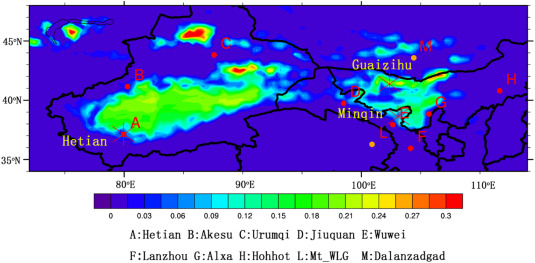 45°N
40°N
35°N
80°E
90°E
100°E
110°E
C
M
Guaizihu
B
H
D
G
Minqin
E
A
Hetian
L
F
0 0.03 0.06 0.09 0.12 0.15 0.18 0.21 0.24 0.27 0.3
A:Hetian B:Akesu C:Urumqi D:Jiuquan E:Wuwei
F:Lanzhou G:Alxa H:Hohhot L:Mt_WLG M:Dalanzadgad